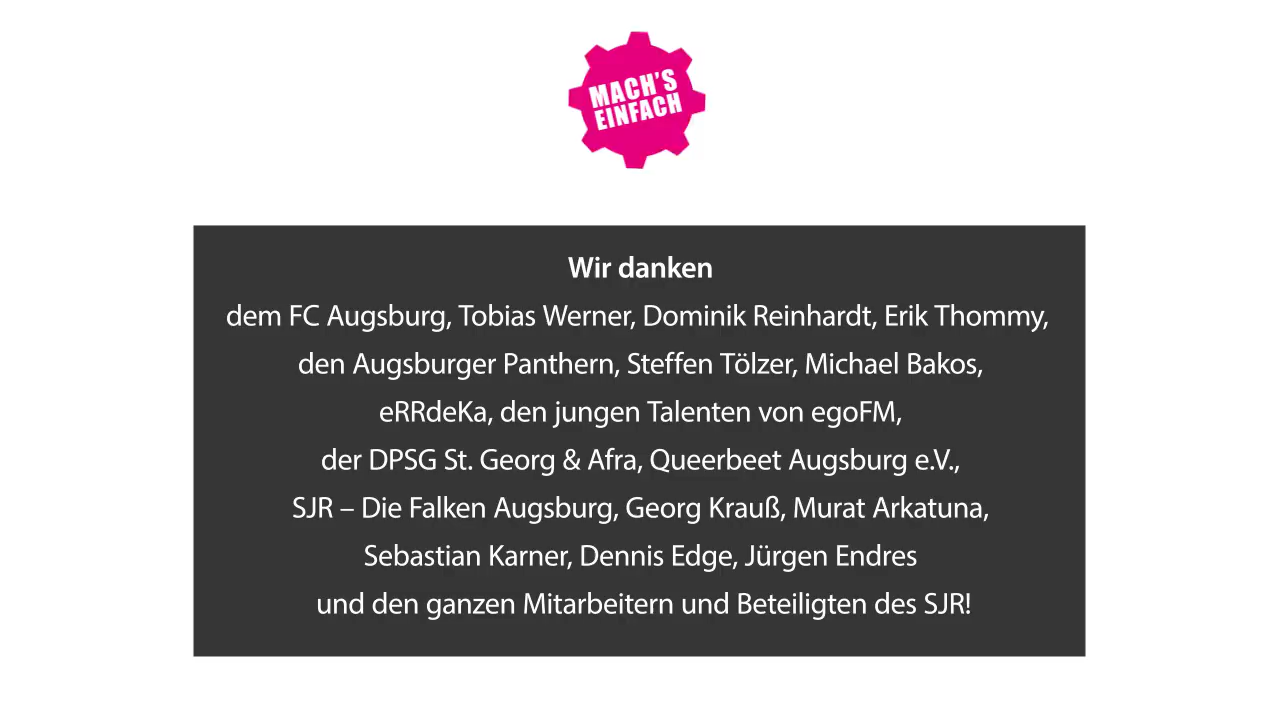 MACH'S
EINFACH
Wir danken
dem FC Augsburg, Tobias Werner, Dominik Reinhardt, Erik Thommy,
den Augsburger Panthern, Steffen Tölzer, Michael Bakos,
eRRdeKa, den jungen Talenten von egoFM,
der DPSG St. Georg & Afra, Queerbeet Augsburg e.V.,
SJR – Die Falken Augsburg, Georg Krauß, Murat Arkatuna,
Sebastian Karner, Dennis Edge, Jürgen Endres
und den ganzen Mitarbeitern und Beteiligten des SJR!